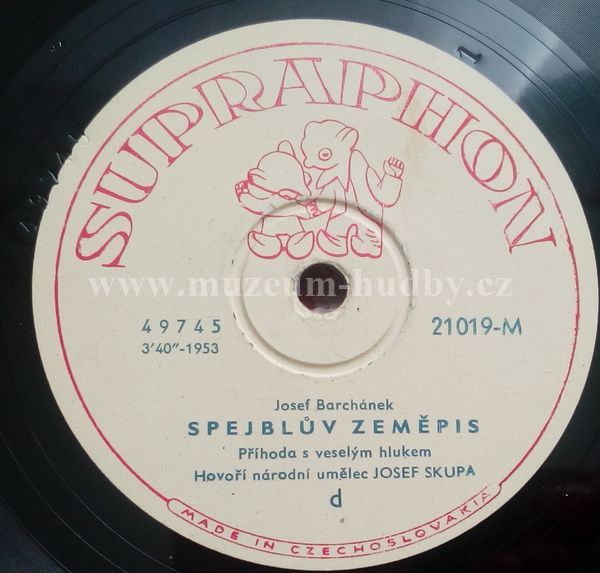 SUPRAPHON
1
www.muzeum-hudby.cz
49745
3'40"-1953
21019-M
Josef Barchánek
SPEJBLŮV ZEMĚPIS
Příhoda s veselým hlukem
Hovoří národní umělec JOSEF SKUPA
d
MADE IN CZECHOSLOVAKIA